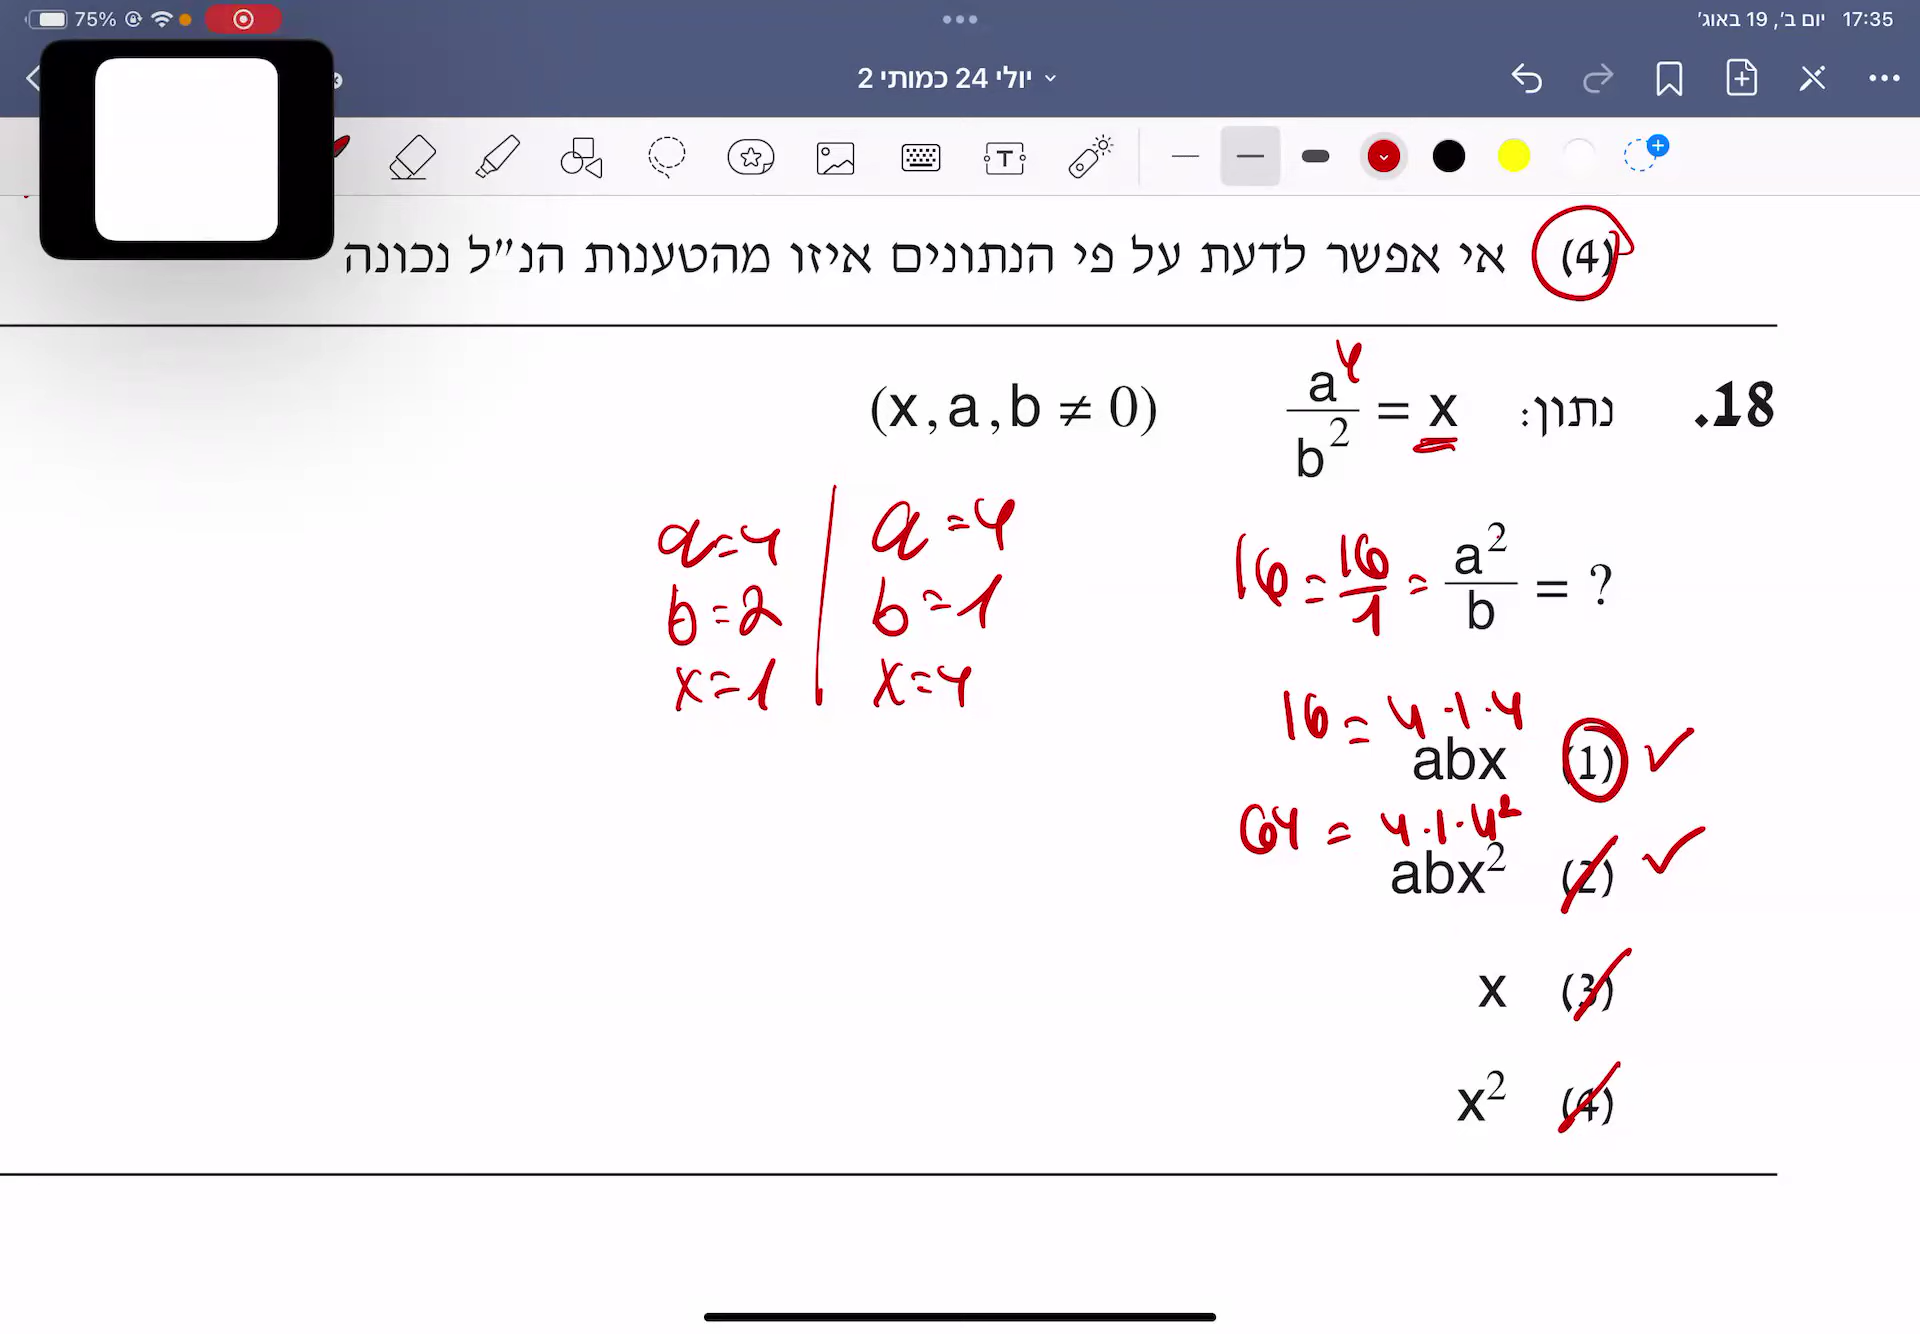 17:35 יום ב', 19 באוג'
75%
יולי 24 כמותי 2
(4) אי אפשר לדעת על פי הנתונים איזו מהטענות הנ"ל נכונה
.18 נתון: a⁴/b² = x (x, a, b ≠ 0)
16 = 16/1 = a²/b = ?
a=4
b=2
x=1
a=4
b=1
x=4
16 = 4·1·4
(1) abx ✓
64 = 4·1·4²
(2) abx² ✓
(3) x
(4) x²